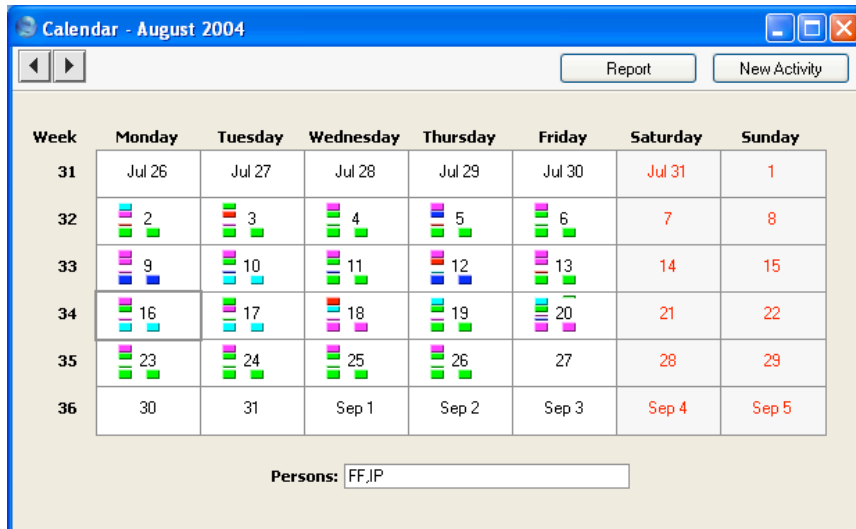 Calendar - August 2004
Report New Activity
Week Monday Tuesday Wednesday Thursday Friday Saturday Sunday
31 Jul 26 Jul 27 Jul 28 Jul 29 Jul 30 Jul 31 1
32 2 3 4 5 6 7 8
33 9 10 11 12 13 14 15
34 16 17 18 19 20 21 22
35 23 24 25 26 27 28 29
36 30 31 Sep 1 Sep 2 Sep 3 Sep 4 Sep 5
Persons: FF,IP